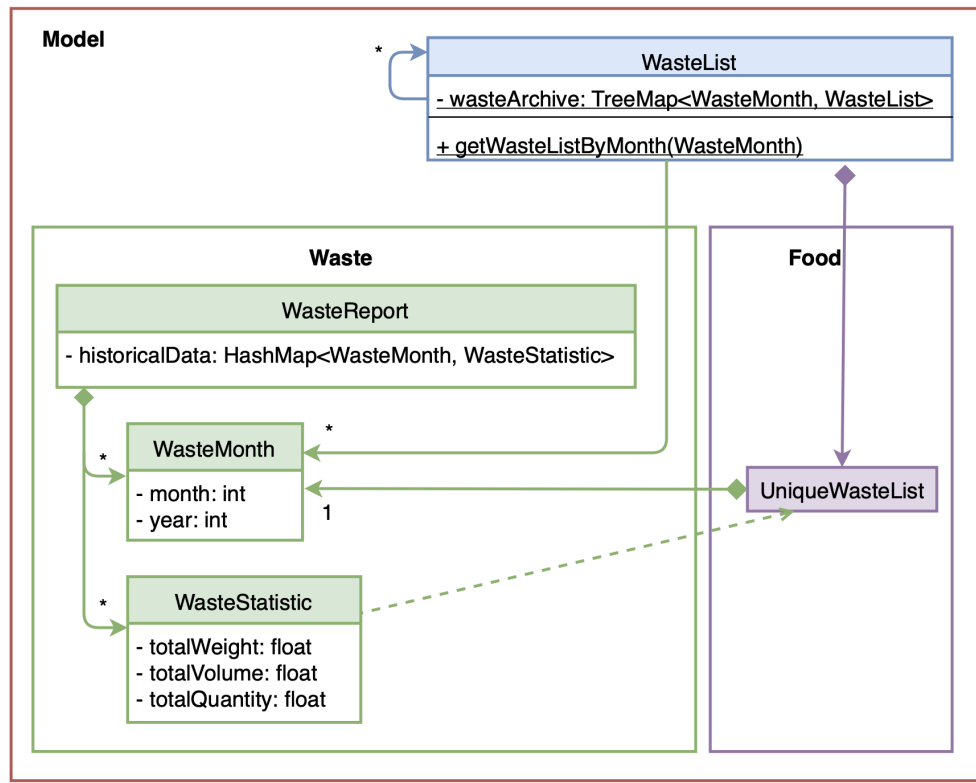 Model
*
WasteList
- wasteArchive: TreeMap<WasteMonth, WasteList>
+ getWasteListByMonth(WasteMonth)
Waste
Food
WasteReport
- historicalData: HashMap<WasteMonth, WasteStatistic>
*
WasteMonth
*
- month: int
- year: int
1
UniqueWasteList
*
WasteStatistic
- totalWeight: float
- totalVolume: float
- totalQuantity: float